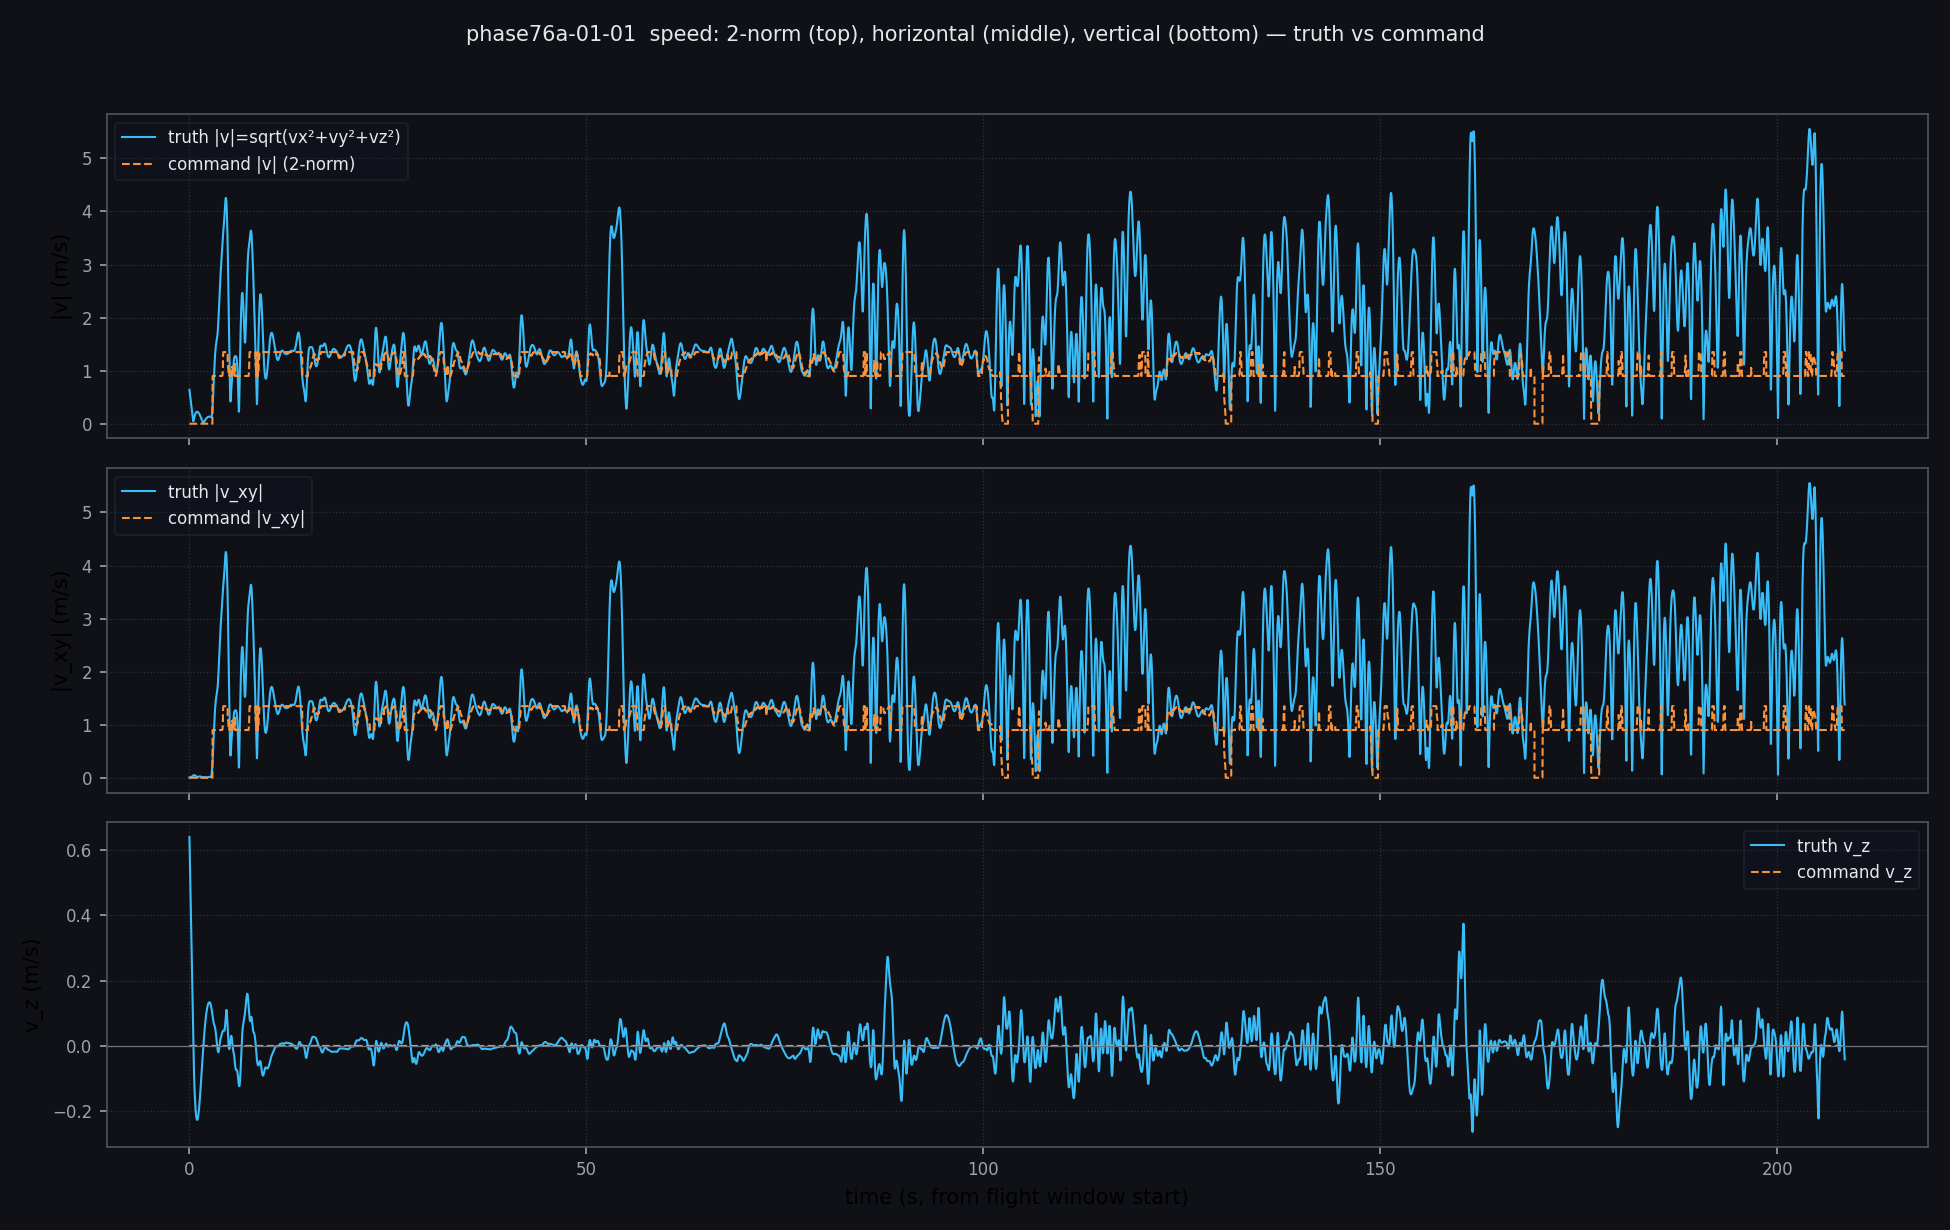 phase76a-01-01  speed: 2-norm (top), horizontal (middle), vertical (bottom) — truth vs command
truth |v|=sqrt(vx²+vy²+vz²)
command |v| (2-norm)
|v| (m/s)
5
4
3
2
1
0
truth |v_xy|
command |v_xy|
|v_xy| (m/s)
5
4
3
2
1
0
truth v_z
command v_z
v_z (m/s)
0.6
0.4
0.2
0.0
−0.2
0 50 100 150 200
time (s, from flight window start)